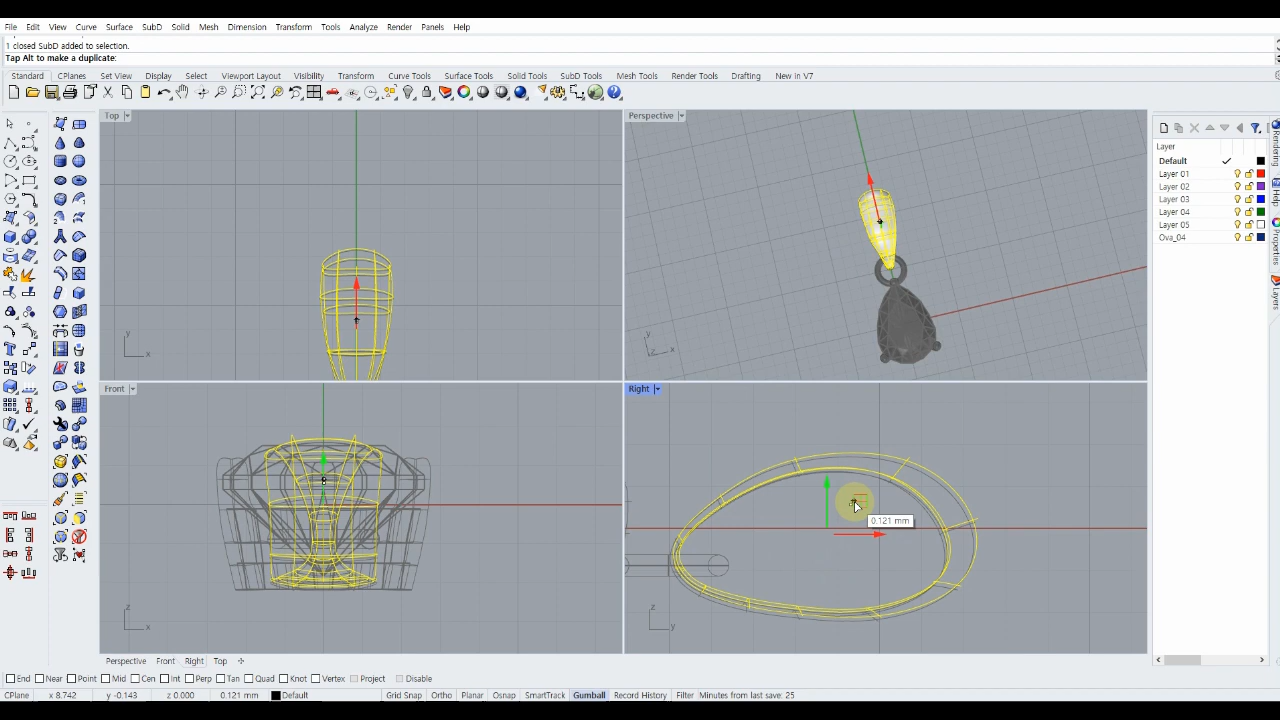 File Edit View Curve Surface SubD Solid Mesh Dimension Transform Tools Analyze Render Panels Help
1 closed SubD added to selection.
Tap Alt to make a duplicate:
Standard CPlanes Set View Display Select Viewport Layout Visibility Transform Curve Tools Surface Tools Solid Tools SubD Tools Mesh Tools Render Tools Drafting New in V7
Top
Perspective
Layer
Default
Layer 01
Layer 02
Layer 03
Layer 04
Layer 05
Ova_04
Rendering
Help
Properties
Layers
y
x
y
z
x
Front
Right
0.121 mm
z
x
z
y
Perspective Front Right Top
End Near Point Mid Cen Int Perp Tan Quad Knot Vertex Project Disable
CPlane x 8.742 y -0.143 z 0.000 0.121 mm Default Grid Snap Ortho Planar Osnap SmartTrack Gumball Record History Filter Minutes from last save: 25